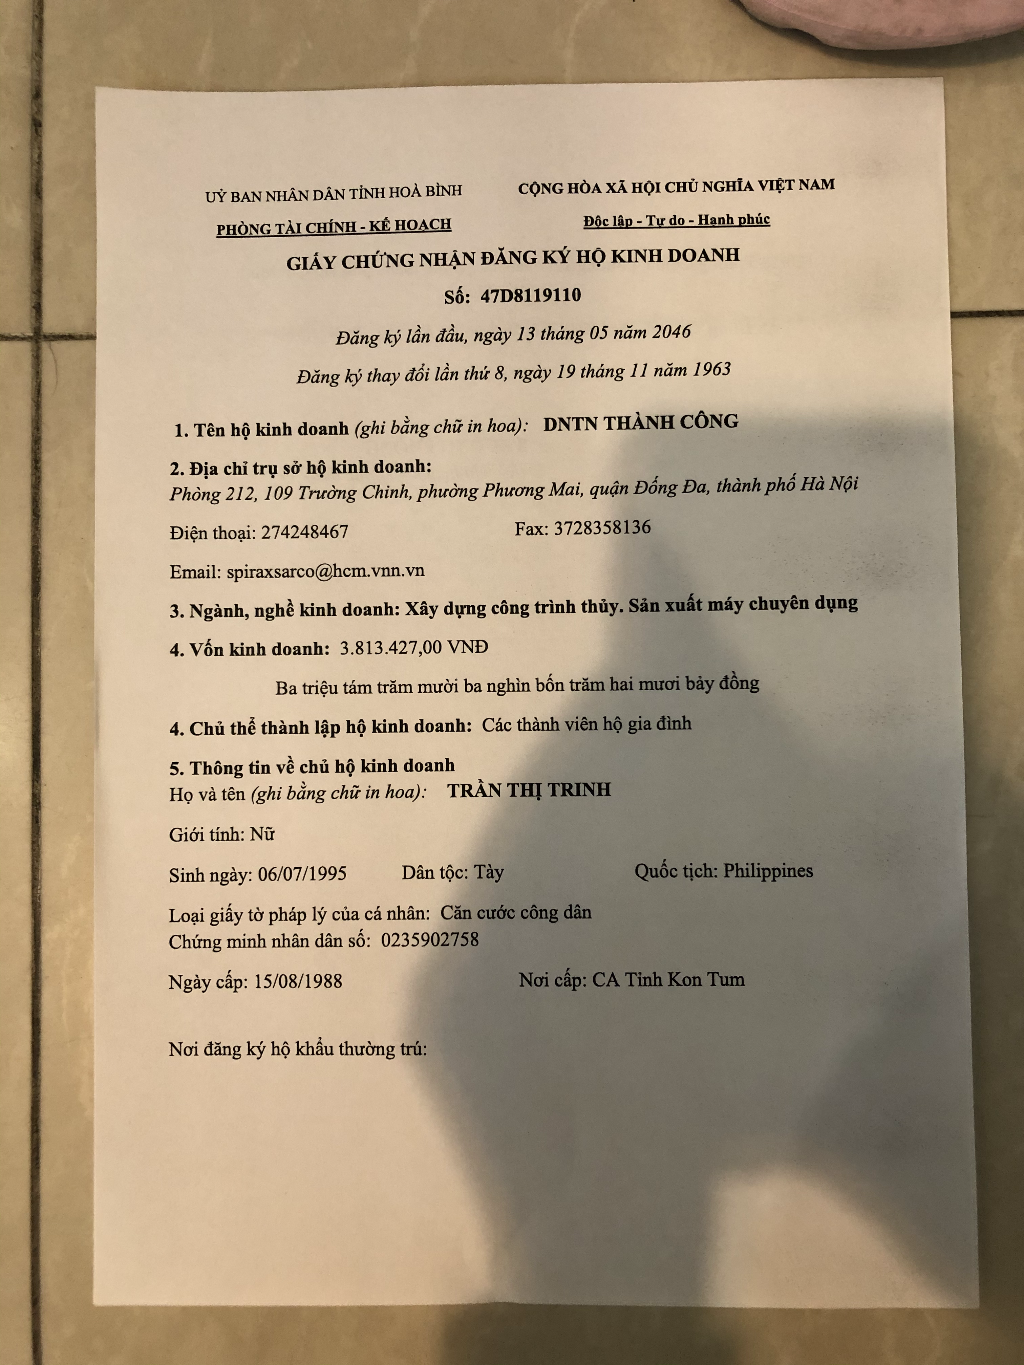 UỶ BAN NHÂN DÂN TỈNH HOÀ BÌNH
CỘNG HÒA XÃ HỘI CHỦ NGHĨA VIỆT NAM
PHÒNG TÀI CHÍNH - KẾ HOẠCH
Độc lập - Tự do - Hạnh phúc
GIẤY CHỨNG NHẬN ĐĂNG KÝ HỘ KINH DOANH
Số: 47D8119110
Đăng ký lần đầu, ngày 13 tháng 05 năm 2046
Đăng ký thay đổi lần thứ 8, ngày 19 tháng 11 năm 1963
1. Tên hộ kinh doanh (ghi bằng chữ in hoa): DNTN THÀNH CÔNG
2. Địa chỉ trụ sở hộ kinh doanh:
Phòng 212, 109 Trường Chinh, phường Phương Mai, quận Đống Đa, thành phố Hà Nội
Điện thoại: 274248467 Fax: 3728358136
Email: spiraxsarco@hcm.vnn.vn
3. Ngành, nghề kinh doanh: Xây dựng công trình thủy. Sản xuất máy chuyên dụng
4. Vốn kinh doanh: 3.813.427,00 VNĐ
Ba triệu tám trăm mười ba nghìn bốn trăm hai mươi bảy đồng
4. Chủ thể thành lập hộ kinh doanh: Các thành viên hộ gia đình
5. Thông tin về chủ hộ kinh doanh
Họ và tên (ghi bằng chữ in hoa): TRẦN THỊ TRINH
Giới tính: Nữ
Sinh ngày: 06/07/1995 Dân tộc: Tày Quốc tịch: Philippines
Loại giấy tờ pháp lý của cá nhân: Căn cước công dân
Chứng minh nhân dân số: 0235902758
Ngày cấp: 15/08/1988 Nơi cấp: CA Tỉnh Kon Tum
Nơi đăng ký hộ khẩu thường trú: